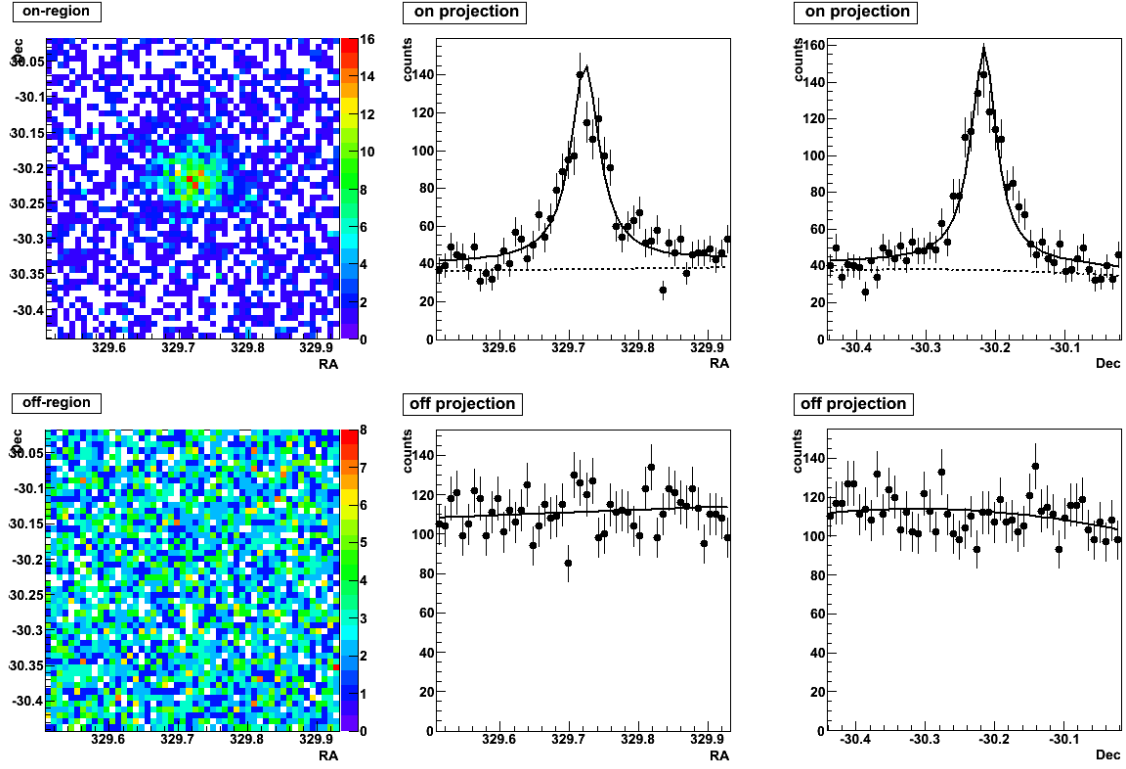 on-region
Dec
-30.05
-30.1
-30.15
-30.2
-30.25
-30.3
-30.35
-30.4
329.6 329.7 329.8 329.9
RA
16
14
12
10
8
6
4
2
0
on projection
counts
140
120
100
80
60
40
20
0
329.6 329.7 329.8 329.9
RA
on projection
counts
160
140
120
100
80
60
40
20
0
-30.4 -30.3 -30.2 -30.1
Dec
off-region
Dec
-30.05
-30.1
-30.15
-30.2
-30.25
-30.3
-30.35
-30.4
329.6 329.7 329.8 329.9
RA
8
7
6
5
4
3
2
1
0
off projection
counts
140
120
100
80
60
40
20
0
329.6 329.7 329.8 329.9
RA
off projection
counts
140
120
100
80
60
40
20
0
-30.4 -30.3 -30.2 -30.1
Dec